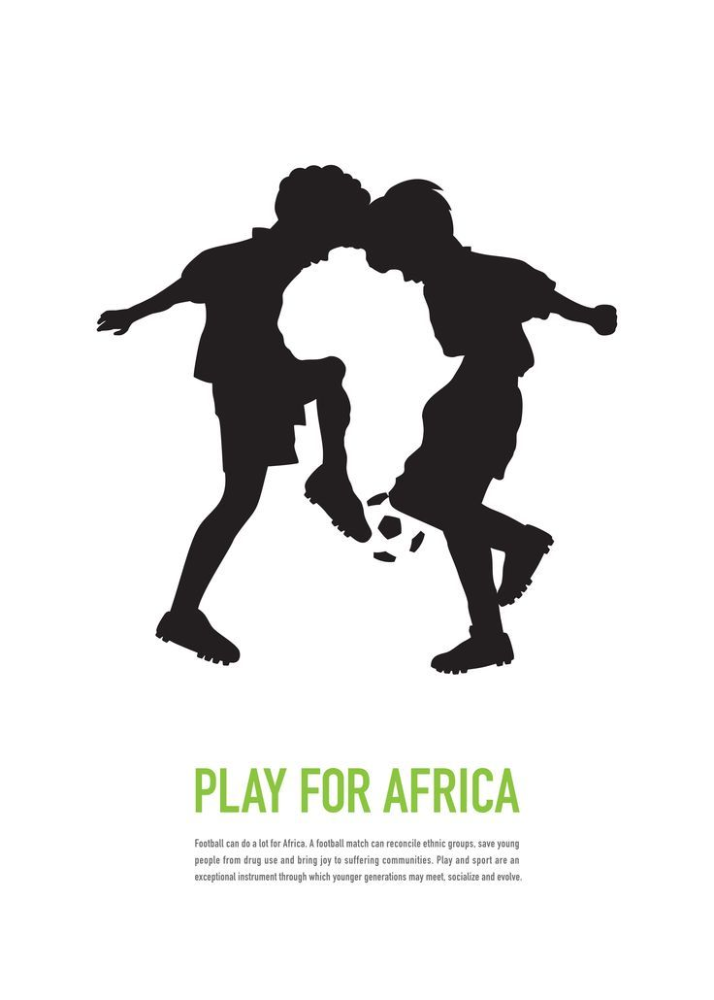 PLAY FOR AFRICA
Football can do a lot for Africa. A football match can reconcile ethnic groups, save young
people from drug use and bring joy to suffering communities. Play and sport are an
exceptional instrument through which younger generations may meet, socialize and evolve.